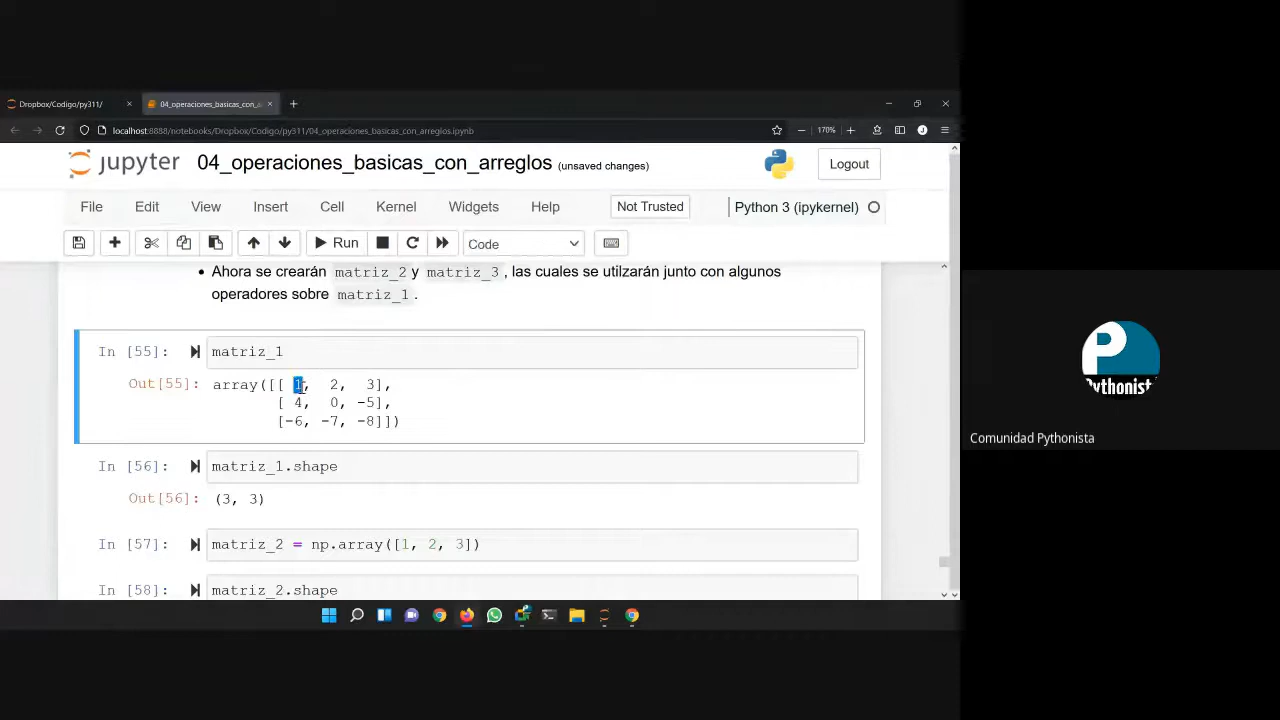 Dropbox/Codigo/py311/
04_operaciones_basicas_con_a
localhost:8888/notebooks/Dropbox/Codigo/py311/04_operaciones_basicas_con_arreglos.ipynb
170%
J
jupyter 04_operaciones_basicas_con_arreglos (unsaved changes)
Logout
File Edit View Insert Cell Kernel Widgets Help
Not Trusted
Python 3 (ipykernel)
Run
Code
• Ahora se crearán matriz_2 y matriz_3 , las cuales se utilzarán junto con algunos
operadores sobre matriz_1 .
In [55]: matriz_1
Out[55]: array([[ 1, 2, 3],
[ 4, 0, -5],
[-6, -7, -8]])
In [56]: matriz_1.shape
Out[56]: (3, 3)
In [57]: matriz_2 = np.array([1, 2, 3])
In [58]: matriz_2.shape
P
Pythonist
Comunidad Pythonista